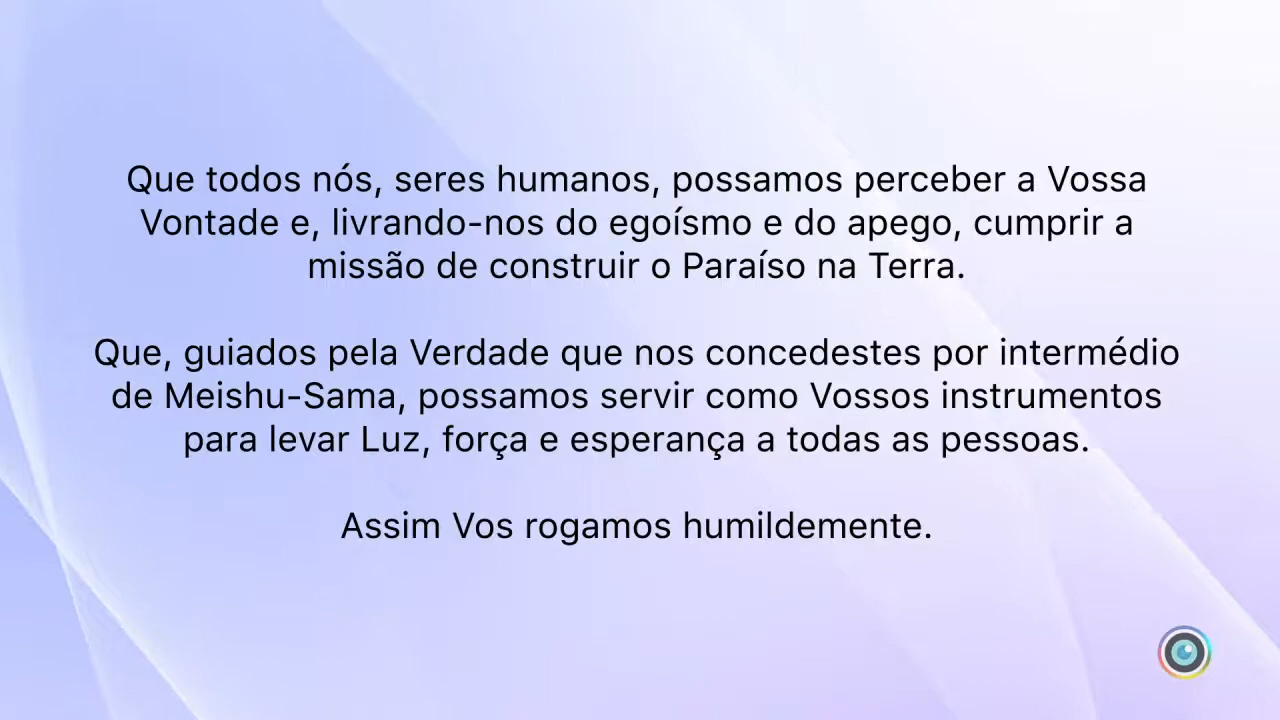 Que todos nós, seres humanos, possamos perceber a Vossa
Vontade e, livrando-nos do egoísmo e do apego, cumprir a
missão de construir o Paraíso na Terra.
Que, guiados pela Verdade que nos concedestes por intermédio
de Meishu-Sama, possamos servir como Vossos instrumentos
para levar Luz, força e esperança a todas as pessoas.
Assim Vos rogamos humildemente.